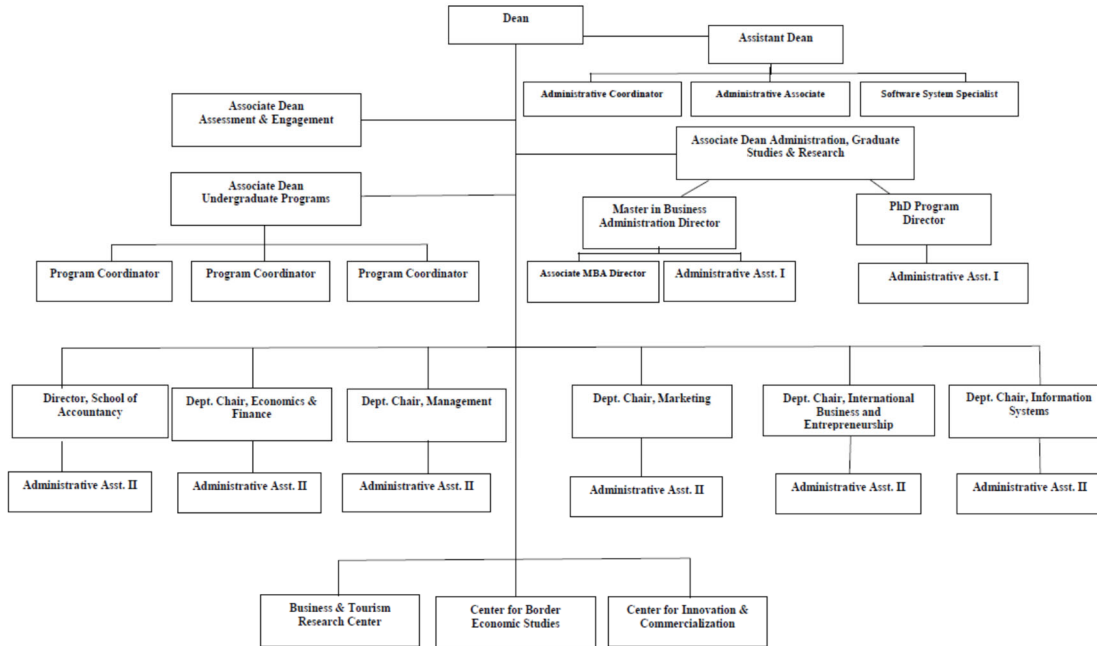 Dean
Assistant Dean
Administrative Coordinator
Administrative Associate
Software System Specialist
Associate Dean
Assessment & Engagement
Associate Dean Administration, Graduate
Studies & Research
Associate Dean
Undergraduate Programs
Master in Business
Administration Director
PhD Program
Director
Program Coordinator
Program Coordinator
Program Coordinator
Associate MBA Director
Administrative Asst. I
Administrative Asst. I
Director, School of
Accountancy
Dept. Chair, Economics &
Finance
Dept. Chair, Management
Dept. Chair, Marketing
Dept. Chair, International
Business and
Entrepreneurship
Dept. Chair, Information
Systems
Administrative Asst. II
Administrative Asst. II
Administrative Asst. II
Administrative Asst. II
Administrative Asst. II
Administrative Asst. II
Business & Tourism
Research Center
Center for Border
Economic Studies
Center for Innovation &
Commercialization